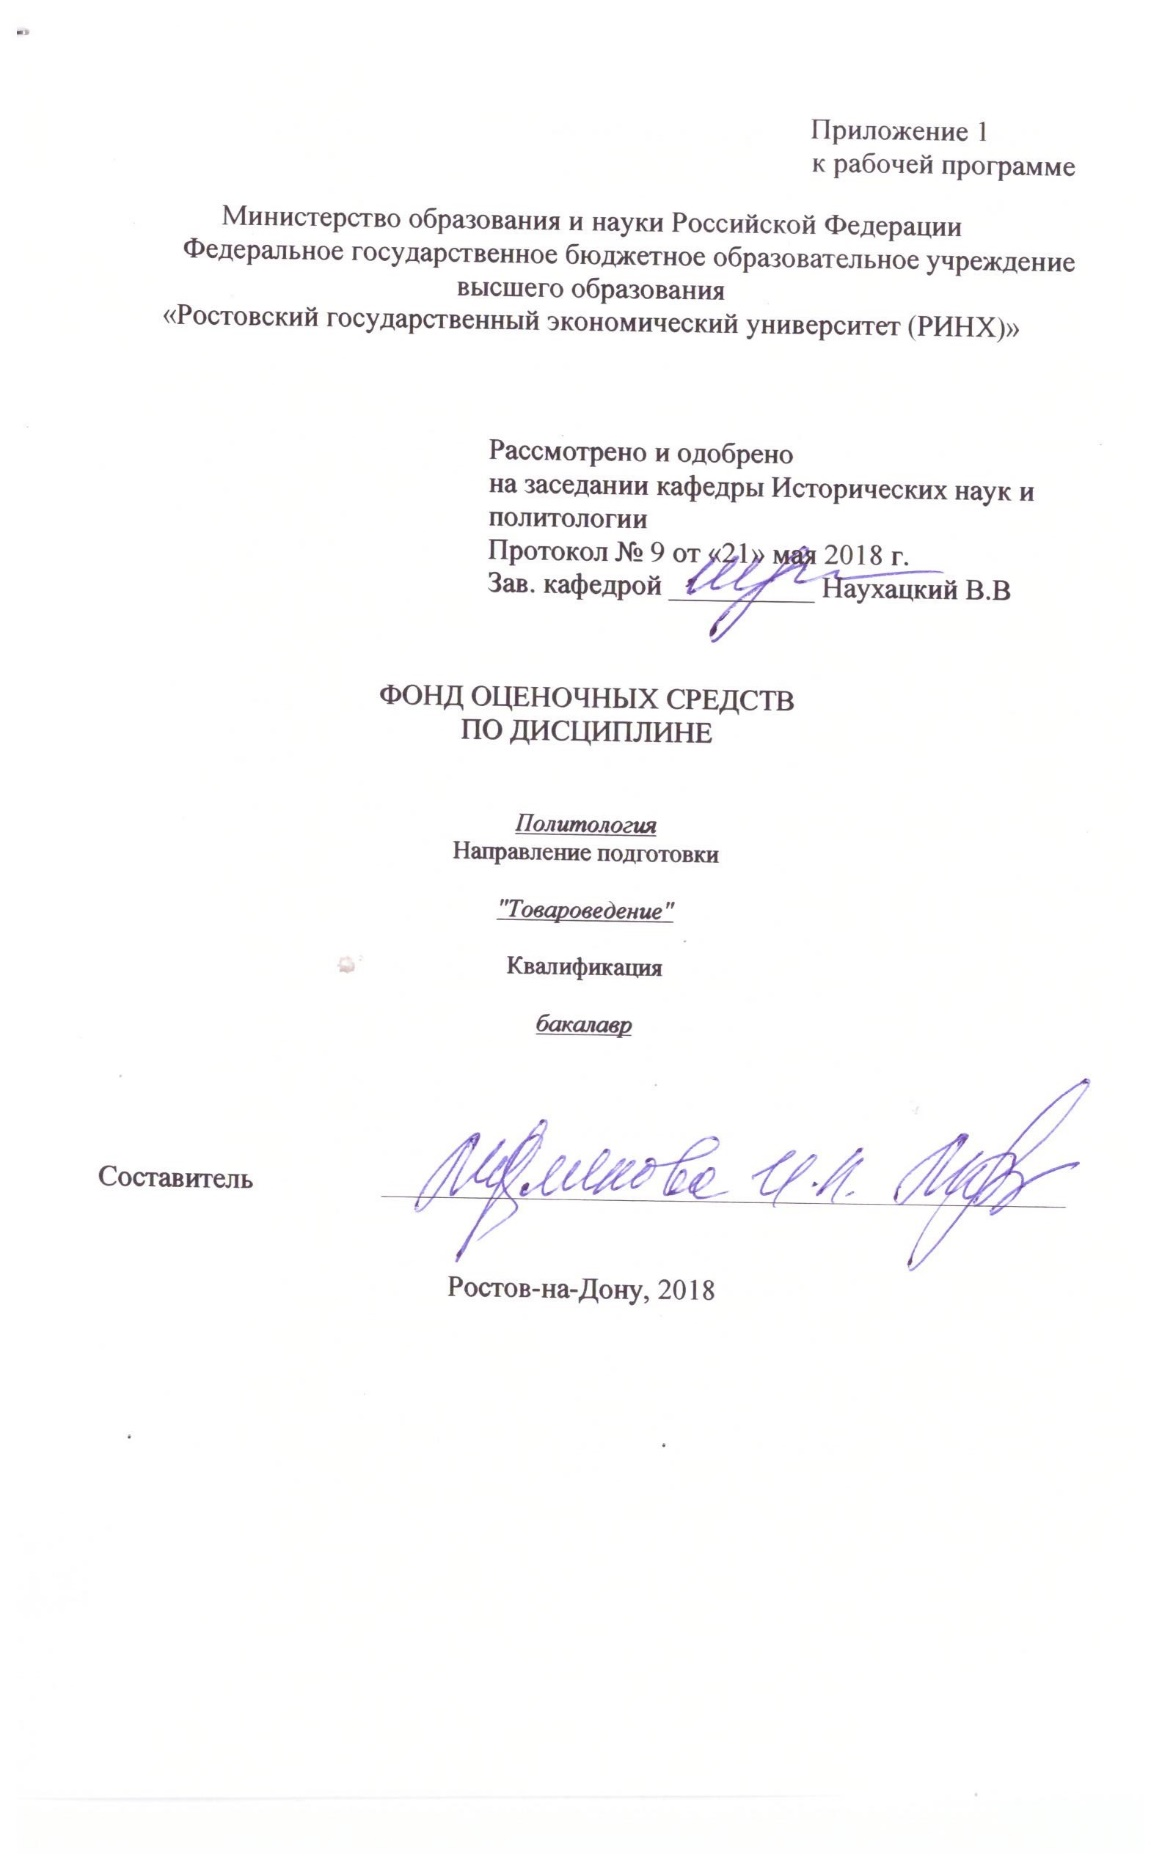 Приложение 1
к рабочей программе
Министерство образования и науки Российской Федерации
Федеральное государственное бюджетное образовательное учреждение
высшего образования
«Ростовский государственный экономический университет (РИНХ)»
Рассмотрено и одобрено
на заседании кафедры Исторических наук и
политологии
Протокол № 9 от «21» мая 2018 г.
Зав. кафедрой __________ Наухацкий В.В
ФОНД ОЦЕНОЧНЫХ СРЕДСТВ
ПО ДИСЦИПЛИНЕ
Политология
Направление подготовки
"Товароведение"
Квалификация
бакалавр
Составитель
Ростов-на-Дону, 2018